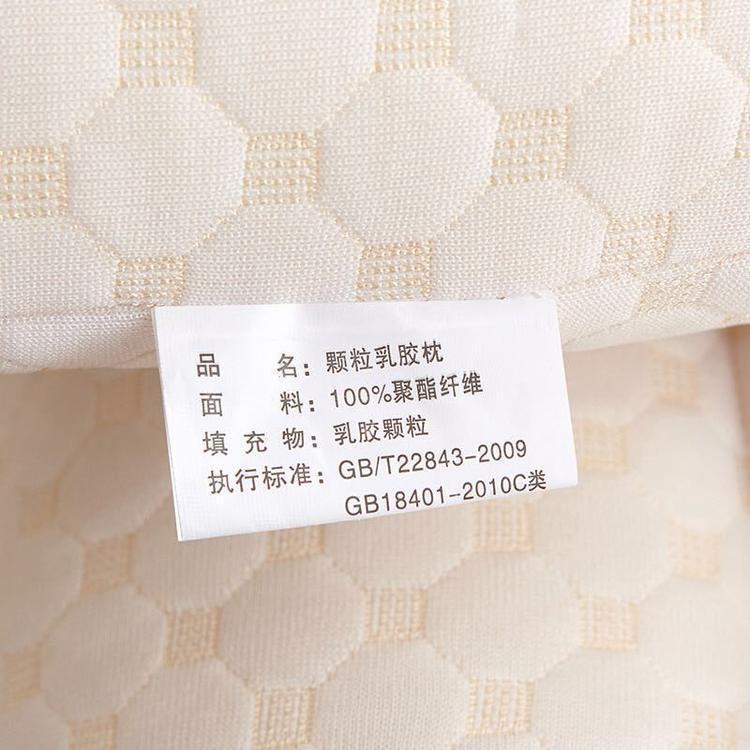 品 名：颗粒乳胶枕
面 料：100%聚酯纤维
填 充 物：乳胶颗粒
执行标准：GB/T22843-2009
GB18401-2010C类